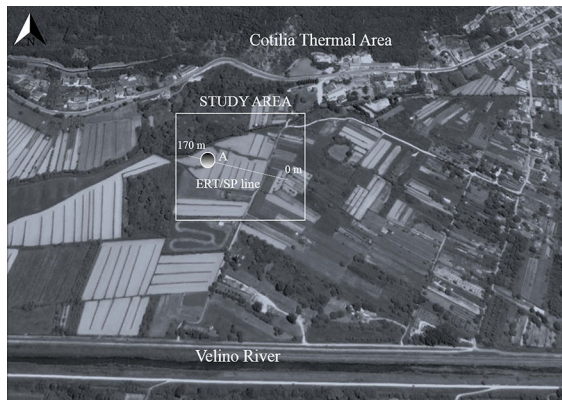 N
Cotilia Thermal Area
STUDY AREA
170 m
A
0 m
ERT/SP line
Velino River